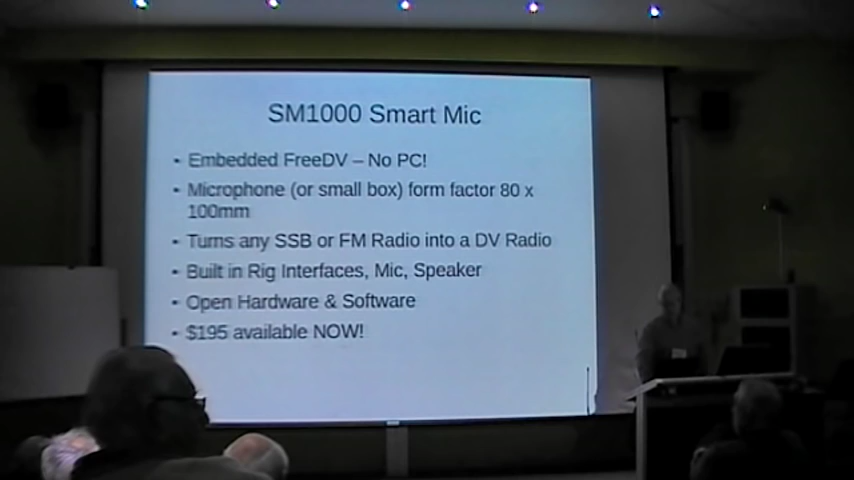 SM1000 Smart Mic
• Embedded FreeDV – No PC!
• Microphone (or small box) form factor 80 x
100mm
• Turns any SSB or FM Radio into a DV Radio
• Built in Rig Interfaces, Mic, Speaker
• Open Hardware & Software
• $195 available NOW!